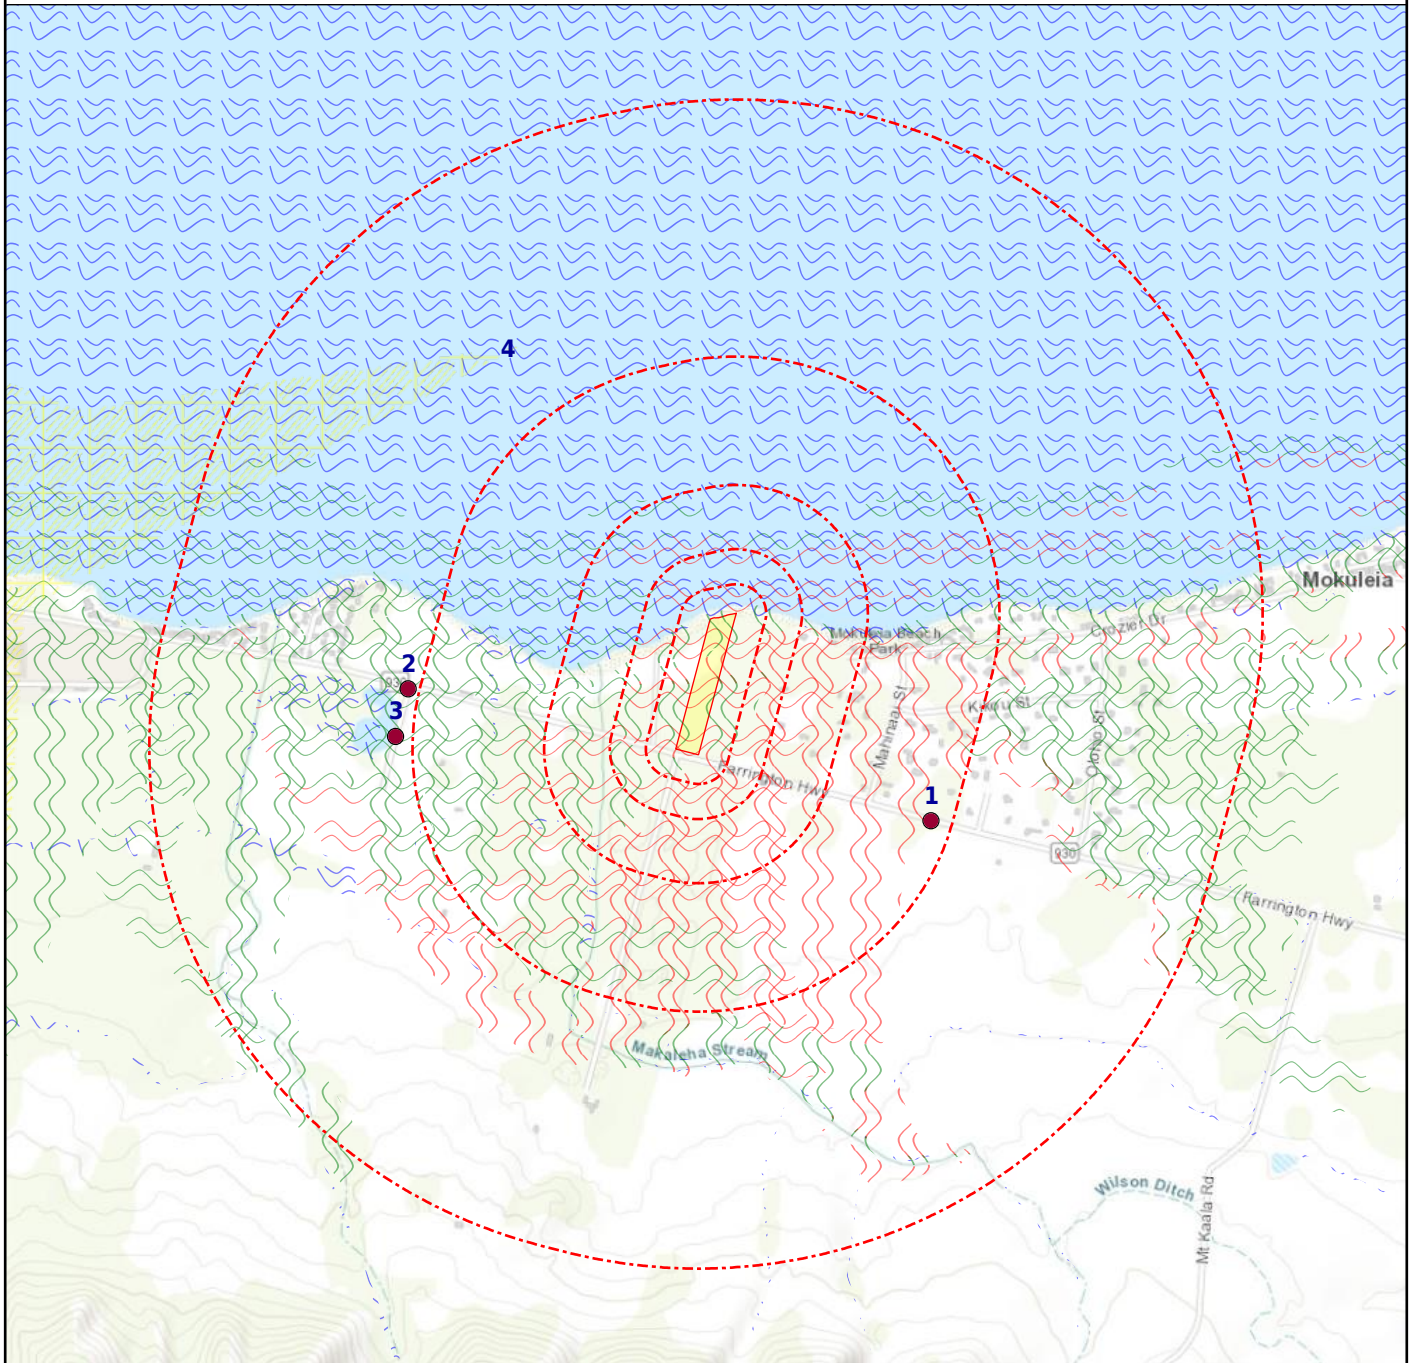 4
Mokuleia
Crozier Dr
Mokuleia Beach
Park
2
930
3
Kikou St
Mahinaai St
Olohio St
Farrington Hwy
1
930
Farrington Hwy
Makaleha Stream
Wilson Ditch
Mt Kaala Rd